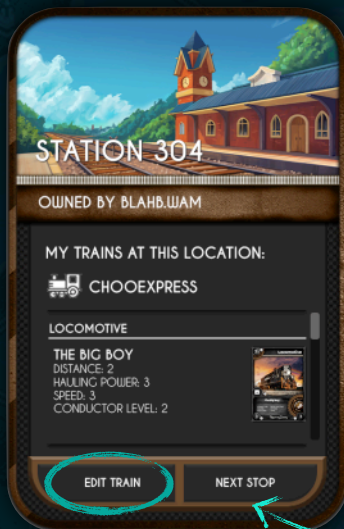 STATION 304
OWNED BY BLAHB.WAM
MY TRAINS AT THIS LOCATION:
CHOOEXPRESS
LOCOMOTIVE
THE BIG BOY
DISTANCE: 2
HAULING POWER: 3
SPEED: 3
CONDUCTOR LEVEL: 2
EDIT TRAIN
NEXT STOP